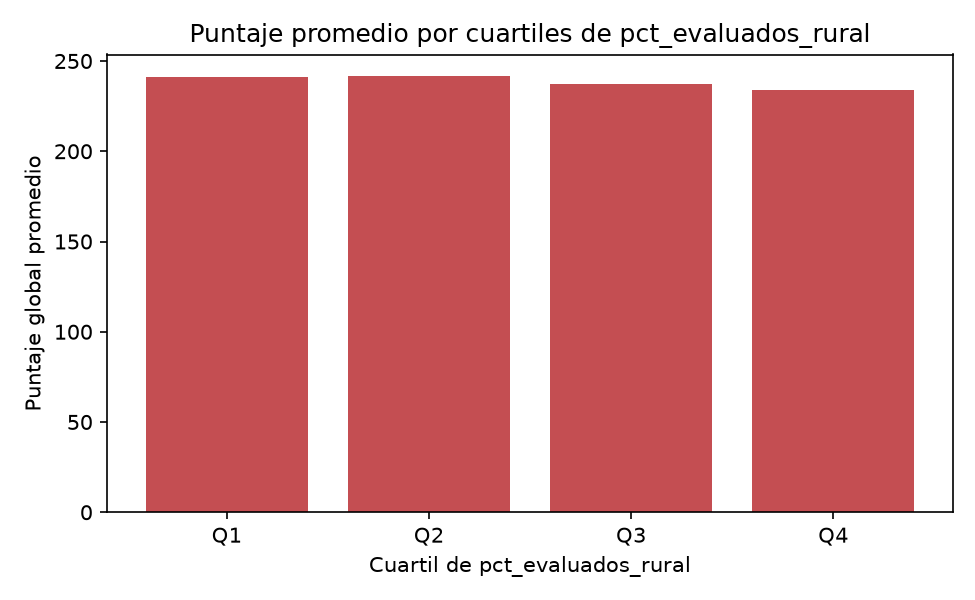 Puntaje promedio por cuartiles de pct_evaluados_rural
Puntaje global promedio
250
200
150
100
50
0
Q1 Q2 Q3 Q4
Cuartil de pct_evaluados_rural